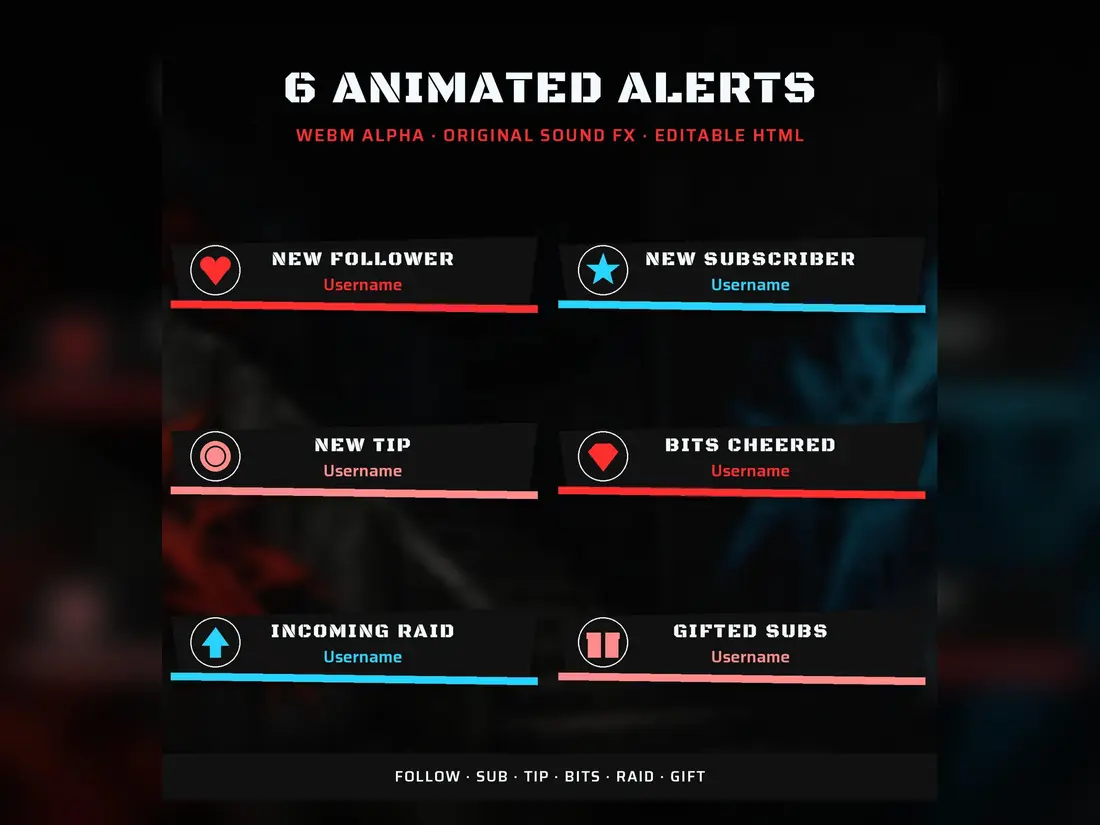 6 ANIMATED ALERTS
WEBM ALPHA · ORIGINAL SOUND FX · EDITABLE HTML
NEW FOLLOWER
Username
NEW SUBSCRIBER
Username
NEW TIP
Username
BITS CHEERED
Username
INCOMING RAID
Username
GIFTED SUBS
Username
FOLLOW · SUB · TIP · BITS · RAID · GIFT